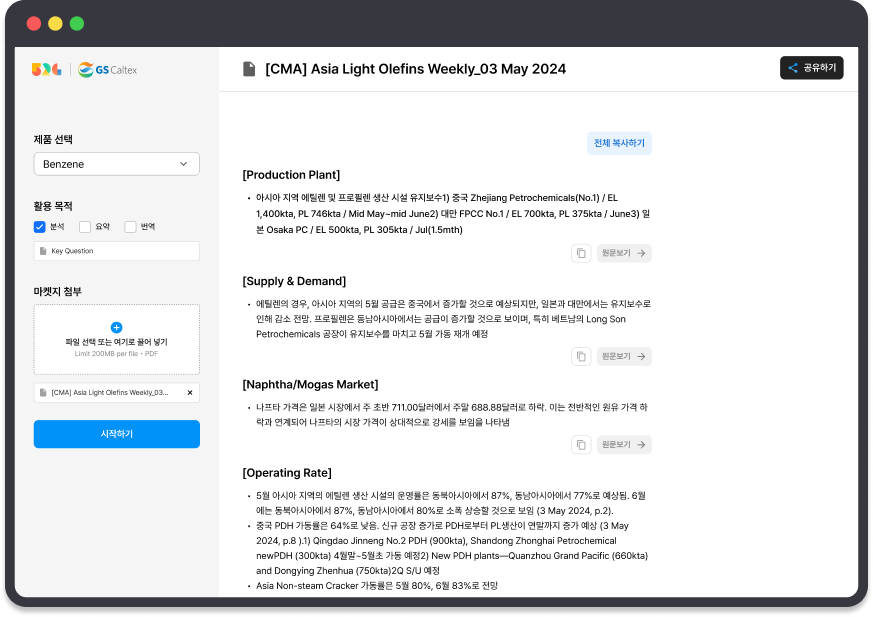 52g
GS Caltex
[CMA] Asia Light Olefins Weekly_03 May 2024
공유하기
제품 선택
Benzene
활용 목적
분석
요약
번역
Key Question
마켓지 첨부
파일 선택 또는 여기로 끌어 넣기
Limit 200MB per file • PDF
[CMA] Asia Light Olefins Weekly_03...
시작하기
전체 복사하기
[Production Plant]
• 아시아 지역 에틸렌 및 프로필렌 생산 시설 유지보수1) 중국 Zhejiang Petrochemicals(No.1) / EL
1,400kta, PL 746kta / Mid May~mid June2) 대만 FPCC No.1 / EL 700kta, PL 375kta / June3) 일
본 Osaka PC / EL 500kta, PL 305kta / Jul(1.5mth)
원문보기
[Supply & Demand]
• 에틸렌의 경우, 아시아 지역의 5월 공급은 중국에서 증가할 것으로 예상되지만, 일본과 대만에서는 유지보수로
인해 감소 전망. 프로필렌은 동남아시아에서는 공급이 증가할 것으로 보이며, 특히 베트남의 Long Son
Petrochemicals 공장이 유지보수를 마치고 5월 가동 재개 예정
원문보기
[Naphtha/Mogas Market]
• 나프타 가격은 일본 시장에서 주 초반 711.00달러에서 주말 688.88달러로 하락. 이는 전반적인 원유 가격 하
락과 연계되어 나프타의 시장 가격이 상대적으로 강세를 보임을 나타냄
원문보기
[Operating Rate]
• 5월 아시아 지역의 에틸렌 생산 시설의 운영률은 동북아시아에서 87%, 동남아시아에서 77%로 예상됨. 6월
에는 동북아시아에서 87%, 동남아시아에서 80%로 소폭 상승할 것으로 보임 (3 May 2024, p.2).
• 중국 PDH 가동률은 64%로 낮음. 신규 공장 증가로 PDH로부터 PL생산이 연말까지 증가 예상 (3 May
2024, p.8 ).1) Qingdao Jinneng No.2 PDH (900kta), Shandong Zhonghai Petrochemical
newPDH (300kta) 4월말~5월초 가동 예정2) New PDH plants—Quanzhou Grand Pacific (660kta)
and Dongying Zhenhua (750kta)2Q S/U 예정
• Asia Non-steam Cracker 가동률은 5월 80%, 6월 83%로 전망